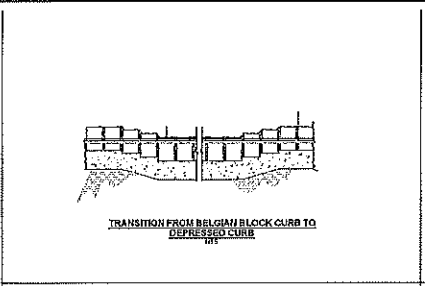 TRANSITION FROM BELGIAN BLOCK CURB TO
DEPRESSED CURB
NTS